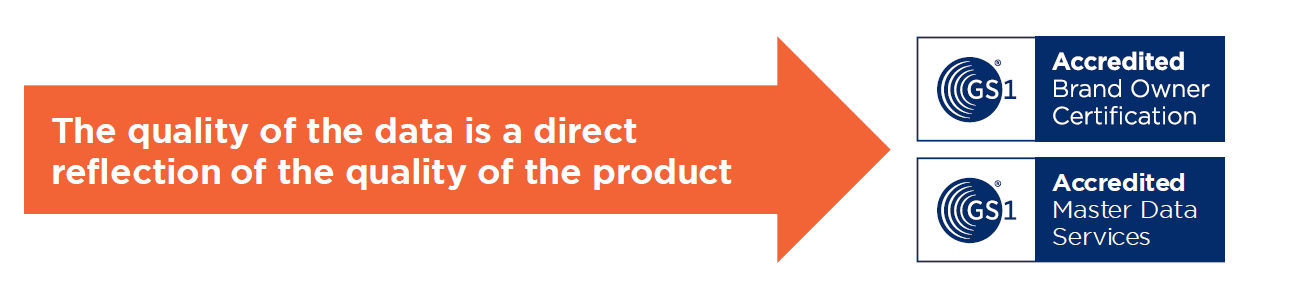 The quality of the data is a direct
reflection of the quality of the product
GS1®
Accredited
Brand Owner
Certification
GS1®
Accredited
Master Data
Services